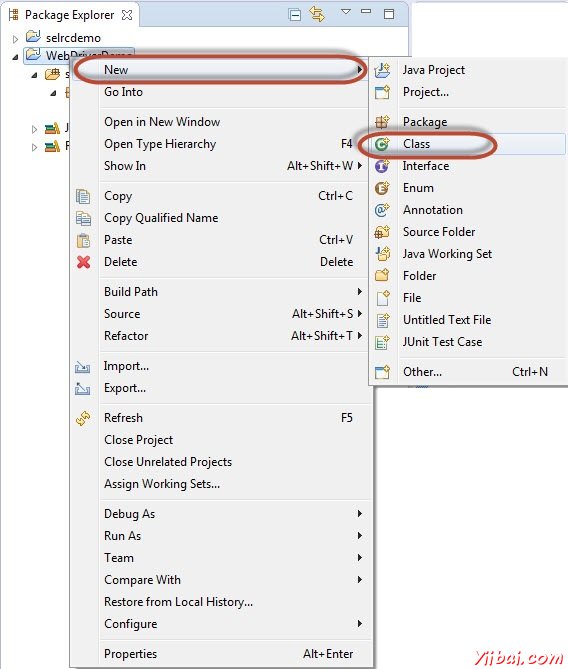 Package Explorer
selrcdemo
WebDriverDemo
New
Go Into
Open in New Window
Open Type Hierarchy F4
Show In Alt+Shift+W
Copy Ctrl+C
Copy Qualified Name
Paste Ctrl+V
Delete Delete
Build Path
Source Alt+Shift+S
Refactor Alt+Shift+T
Import...
Export...
Refresh F5
Close Project
Close Unrelated Projects
Assign Working Sets...
Debug As
Run As
Team
Compare With
Restore from Local History...
Configure
Properties Alt+Enter
Java Project
Project...
Package
Class
Interface
Enum
Annotation
Source Folder
Java Working Set
Folder
File
Untitled Text File
JUnit Test Case
Other... Ctrl+N
Yiibai.com